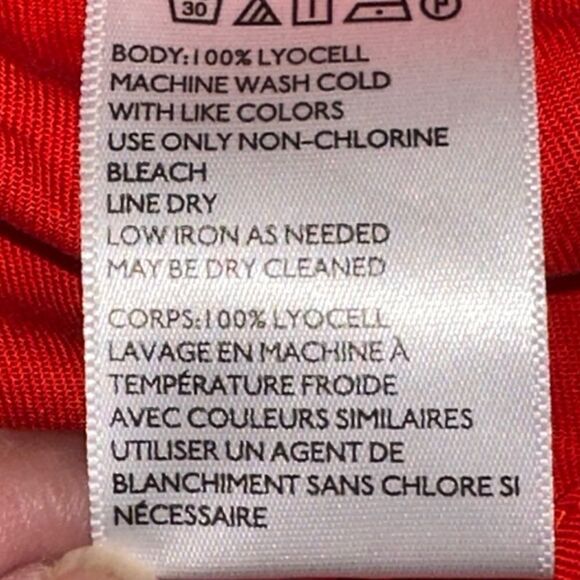 30 P
BODY:100% LYOCELL
MACHINE WASH COLD
WITH LIKE COLORS
USE ONLY NON-CHLORINE
BLEACH
LINE DRY
LOW IRON AS NEEDED
MAY BE DRY CLEANED
CORPS:100% LYOCELL
LAVAGE EN MACHINE À
TEMPÉRATURE FROIDE
AVEC COULEURS SIMILAIRES
UTILISER UN AGENT DE
BLANCHIMENT SANS CHLORE SI
NÉCESSAIRE